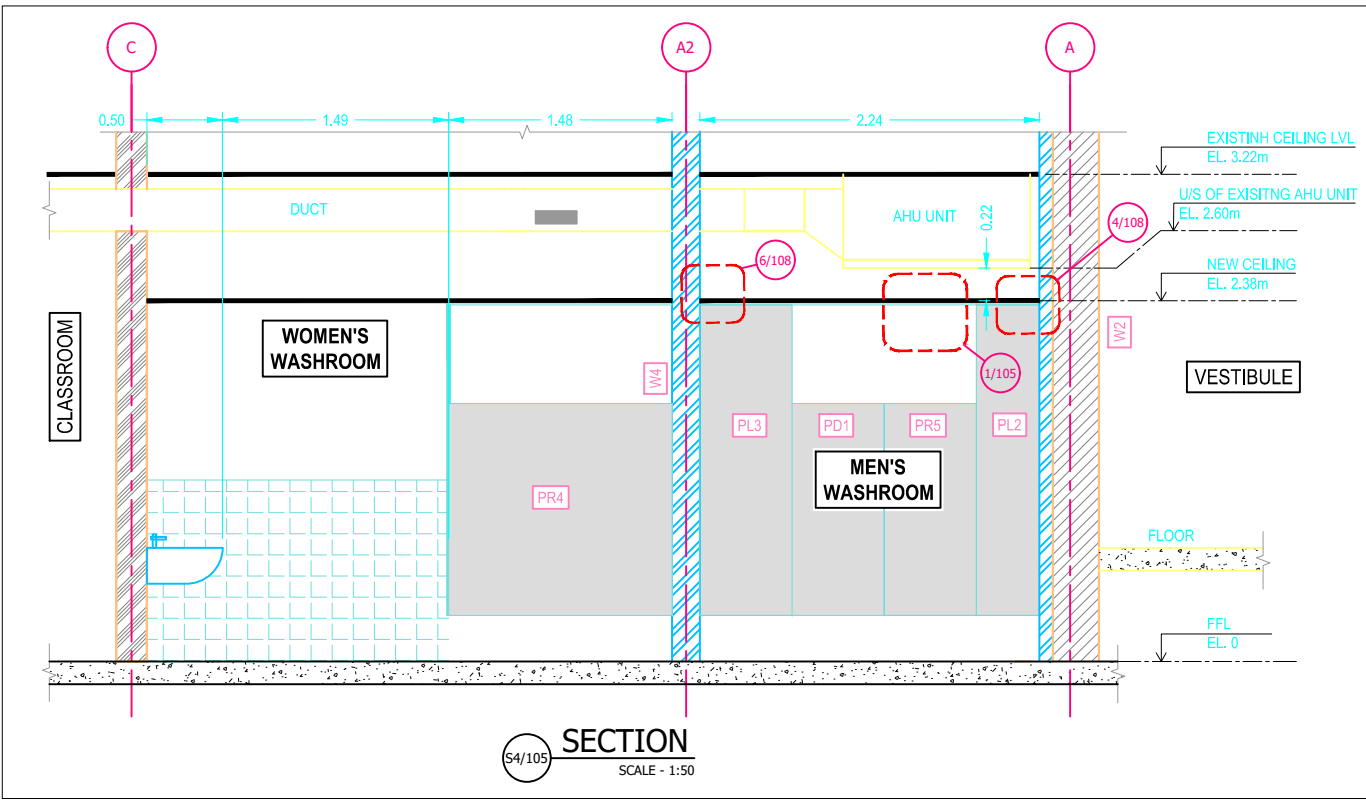 C
A2
A
0.50
1.49
1.48
2.24
EXISTINH CEILING LVL
EL. 3.22m
U/S OF EXISITNG AHU UNIT
EL. 2.60m
DUCT
AHU UNIT
0.22
4/108
6/108
NEW CEILING
EL. 2.38m
CLASSROOM
WOMEN'S
WASHROOM
W4
1/105
W2
VESTIBULE
PL3
PD1
PR5
PL2
MEN'S
WASHROOM
PR4
FLOOR
FFL
EL. 0
S4/105
SECTION
SCALE - 1:50